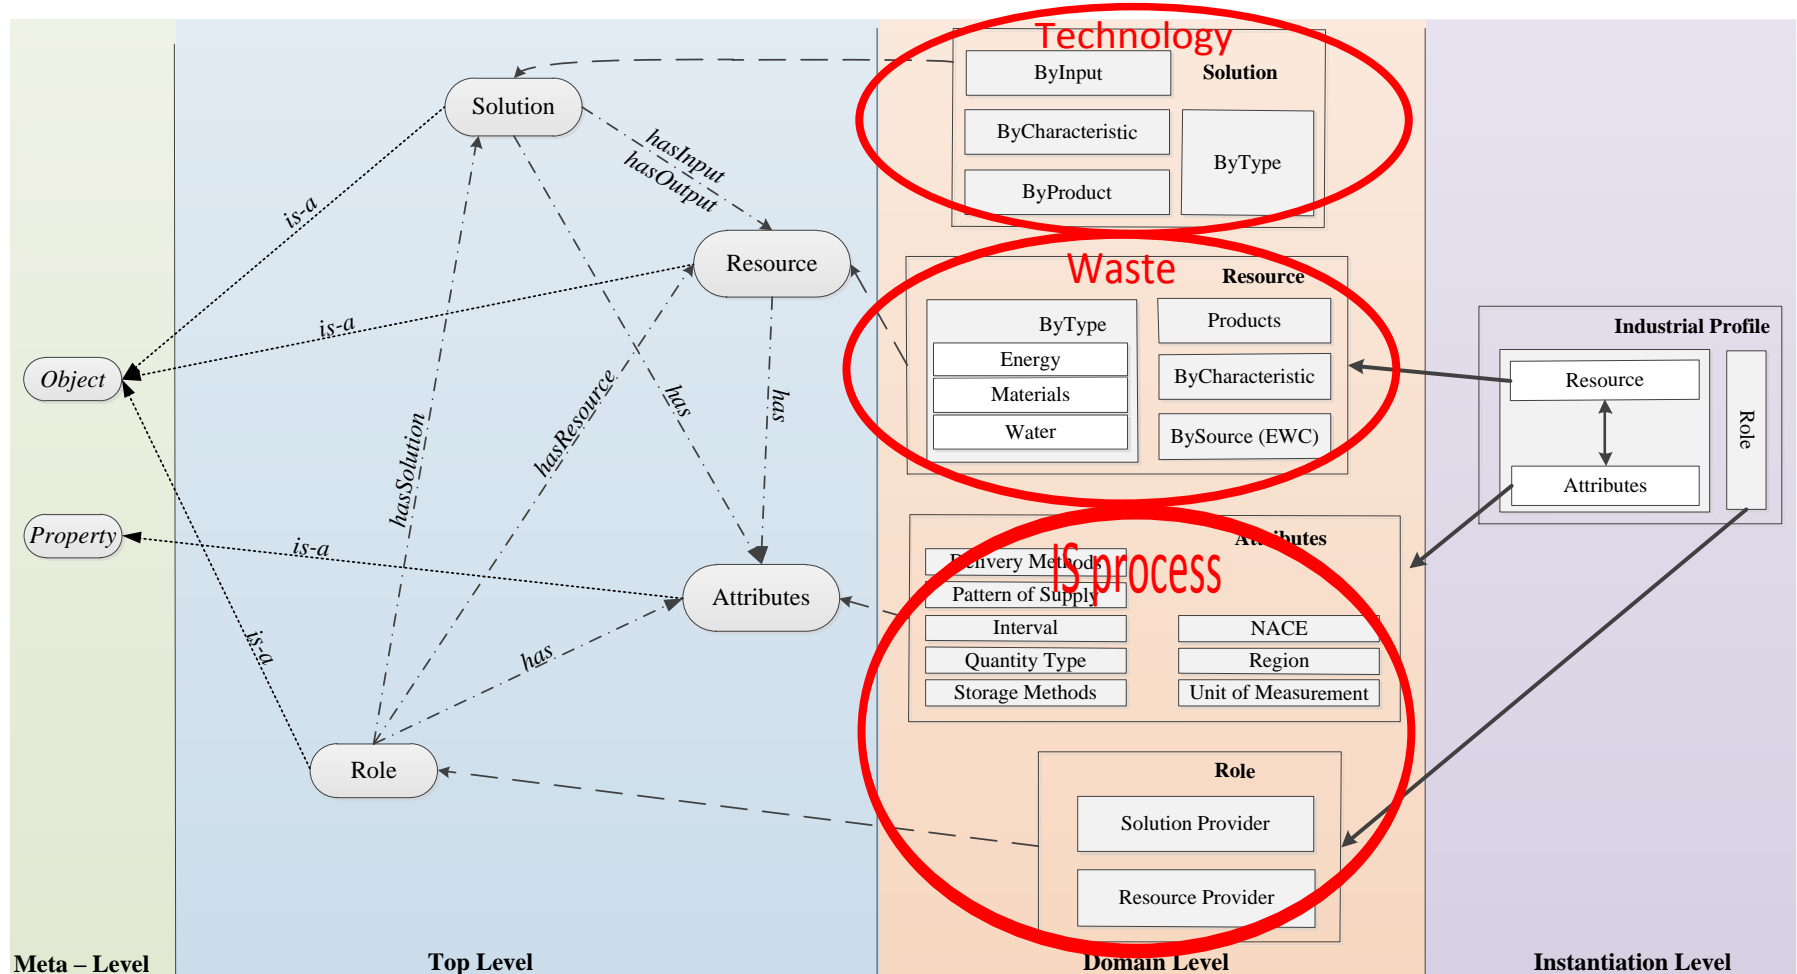 Technology
ByInput
Solution
ByCharacteristic
ByType
ByProduct
Solution
hasInput
hasOutput
is-a
Resource
Waste
Resource
ByType
Products
Energy
Materials
ByCharacteristic
Water
BySource (EWC)
Industrial Profile
Resource
Role
Attributes
is-a
Object
has
has
hasResource
hasSolution
Property
is-a
Attributes
IS process
Attributes
Delivery Methods
Pattern of Supply
Interval
NACE
Quantity Type
Region
Storage Methods
Unit of Measurement
is-a
has
Role
Role
Solution Provider
Resource Provider
Meta – Level
Top Level
Domain Level
Instantiation Level